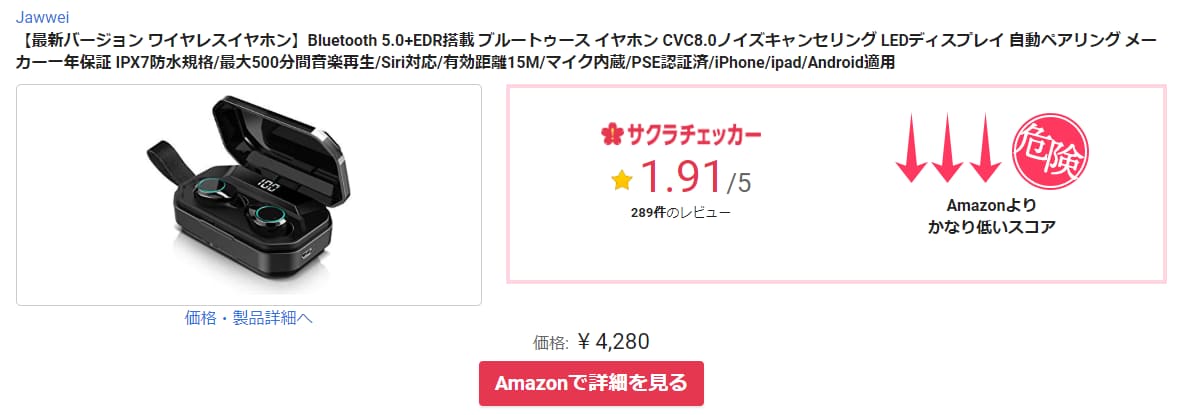 Jawwei
【最新バージョン ワイヤレスイヤホン】Bluetooth 5.0+EDR搭載 ブルートゥース イヤホン CVC8.0ノイズキャンセリング LEDディスプレイ 自動ペアリング メー
カー一年保証 IPX7防水規格/最大500分間音楽再生/Siri対応/有効距離15M/マイク内蔵/PSE認証済/iPhone/ipad/Android適用
100
サクラチェッカー
1.91/5
289件のレビュー
危険
Amazonより
かなり低いスコア
価格・製品詳細へ
価格: ¥ 4,280
Amazonで詳細を見る